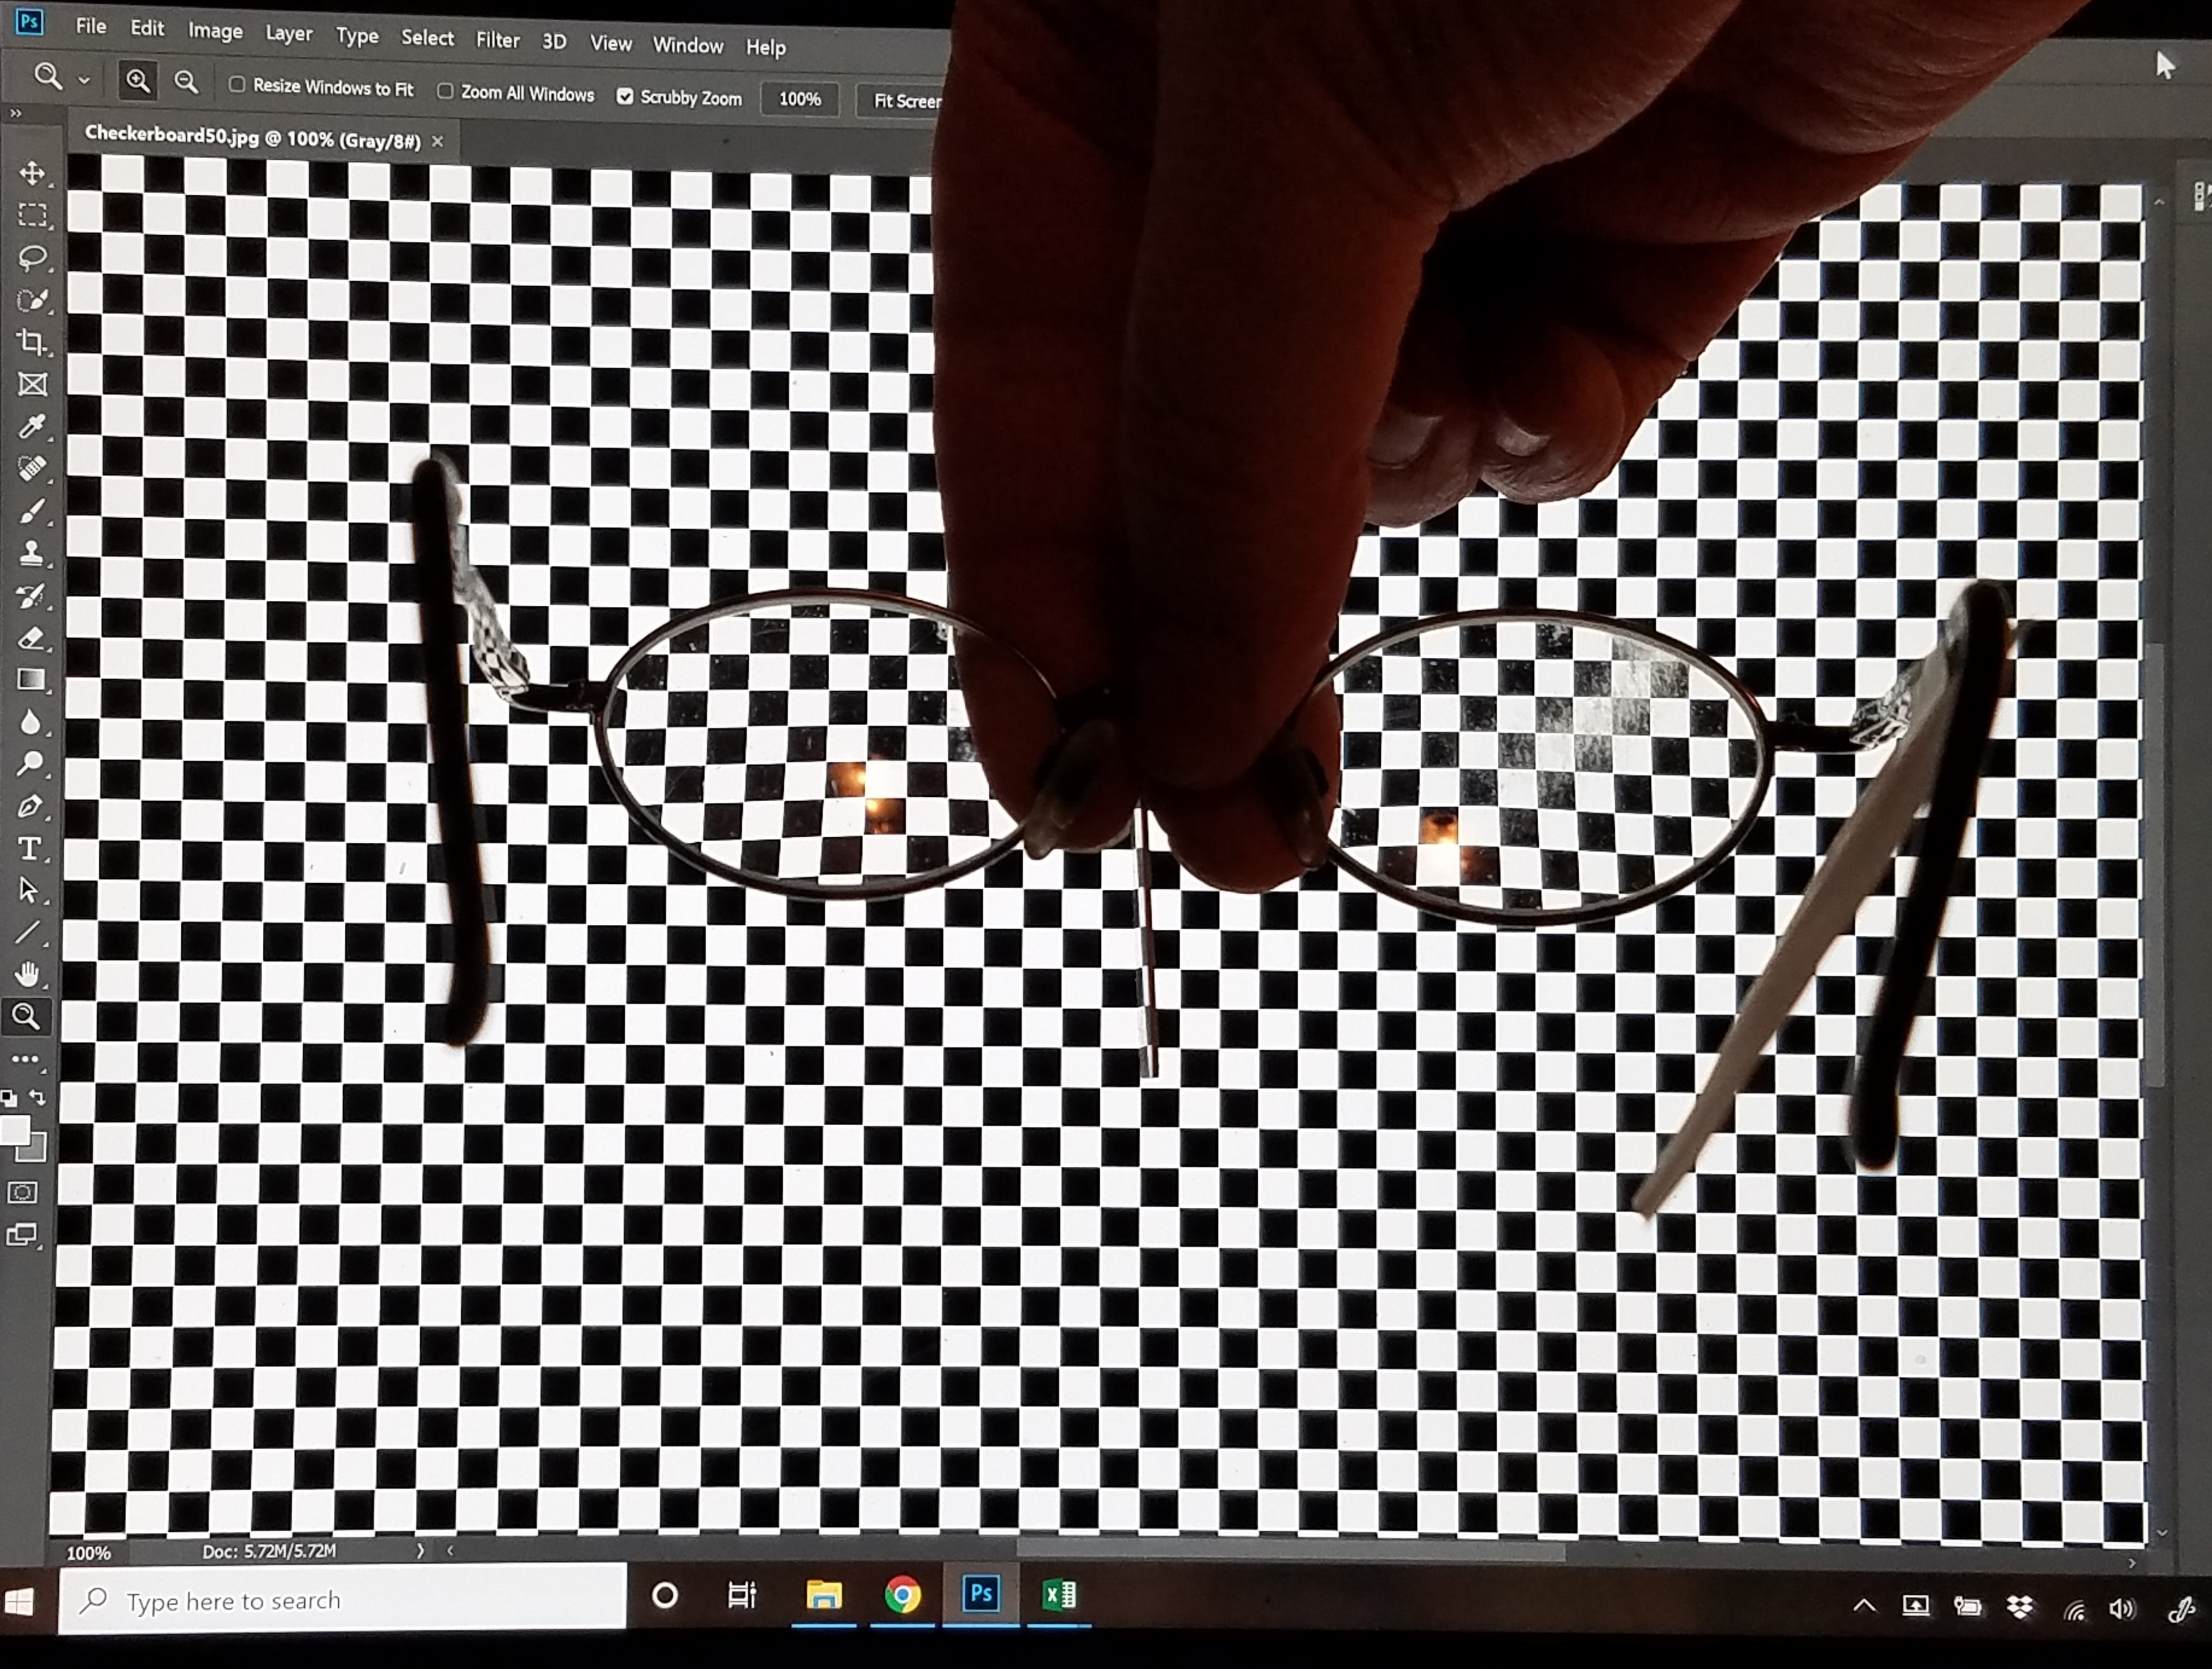 Ps File Edit Image Layer Type Select Filter 3D View Window Help
Resize Windows to Fit Zoom All Windows Scrubby Zoom 100% Fit Screen
Checkerboard50.jpg @ 100% (Gray/8#) ×
100% Doc: 5.72M/5.72M
Type here to search Ps